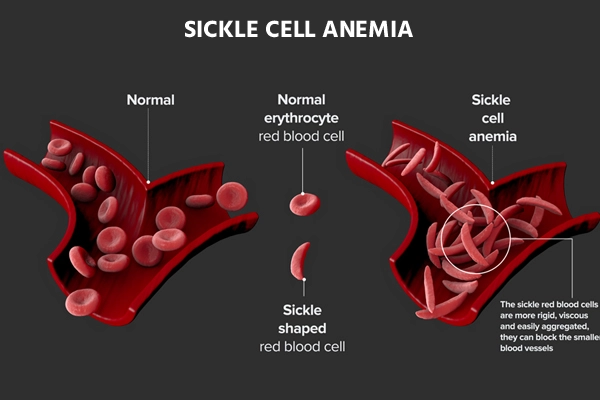 SICKLE CELL ANEMIA
Normal
Normal
erythrocyte
red blood cell
Sickle
cell
anemia
Sickle
shaped
red blood cell
The sickle red blood cells
are more rigid, viscous
and easily aggregated,
they can block the smalle
blood vessels